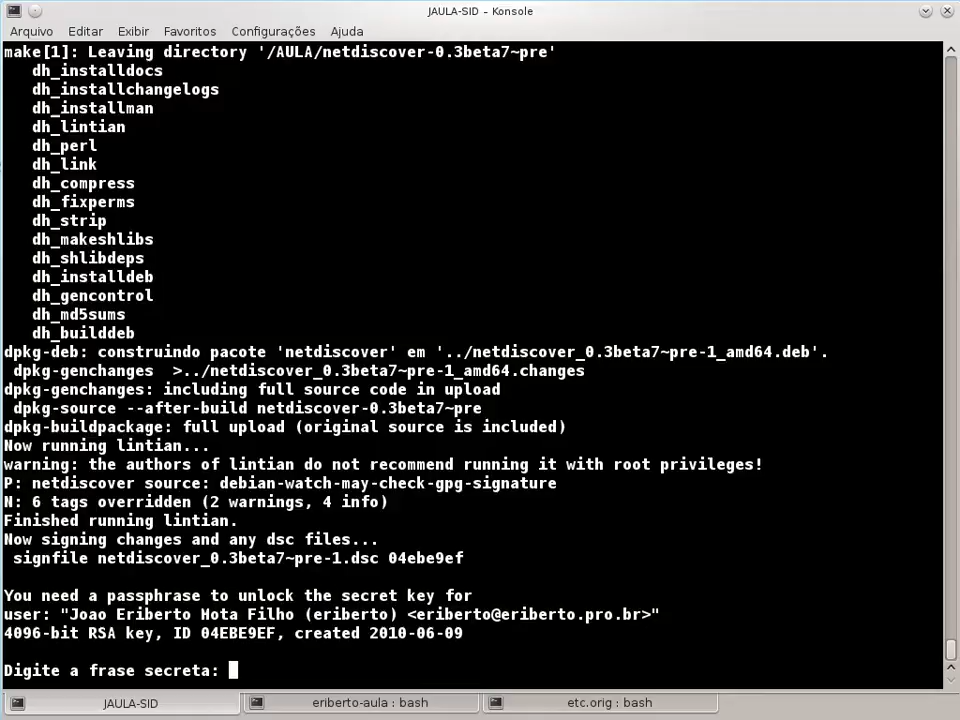 JAULA-SID – Konsole
Arquivo Editar Exibir Favoritos Configurações Ajuda
make[1]: Leaving directory '/AULA/netdiscover-0.3beta7~pre'
dh_installdocs
dh_installchangelogs
dh_installman
dh_lintian
dh_perl
dh_link
dh_compress
dh_fixperms
dh_strip
dh_makeshlibs
dh_shlibdeps
dh_installdeb
dh_gencontrol
dh_md5sums
dh_builddeb
dpkg-deb: construindo pacote 'netdiscover' em '../netdiscover_0.3beta7~pre-1_amd64.deb'.
dpkg-genchanges >../netdiscover_0.3beta7~pre-1_amd64.changes
dpkg-genchanges: including full source code in upload
dpkg-source --after-build netdiscover-0.3beta7~pre
dpkg-buildpackage: full upload (original source is included)
Now running lintian...
warning: the authors of lintian do not recommend running it with root privileges!
P: netdiscover source: debian-watch-may-check-gpg-signature
N: 6 tags overridden (2 warnings, 4 info)
Finished running lintian.
Now signing changes and any dsc files...
signfile netdiscover_0.3beta7~pre-1.dsc 04ebe9ef
You need a passphrase to unlock the secret key for
user: "Joao Eriberto Mota Filho (eriberto) <eriberto@eriberto.pro.br>"
4096-bit RSA key, ID 04EBE9EF, created 2010-06-09
Digite a frase secreta:
JAULA-SID eriberto-aula : bash etc.orig : bash